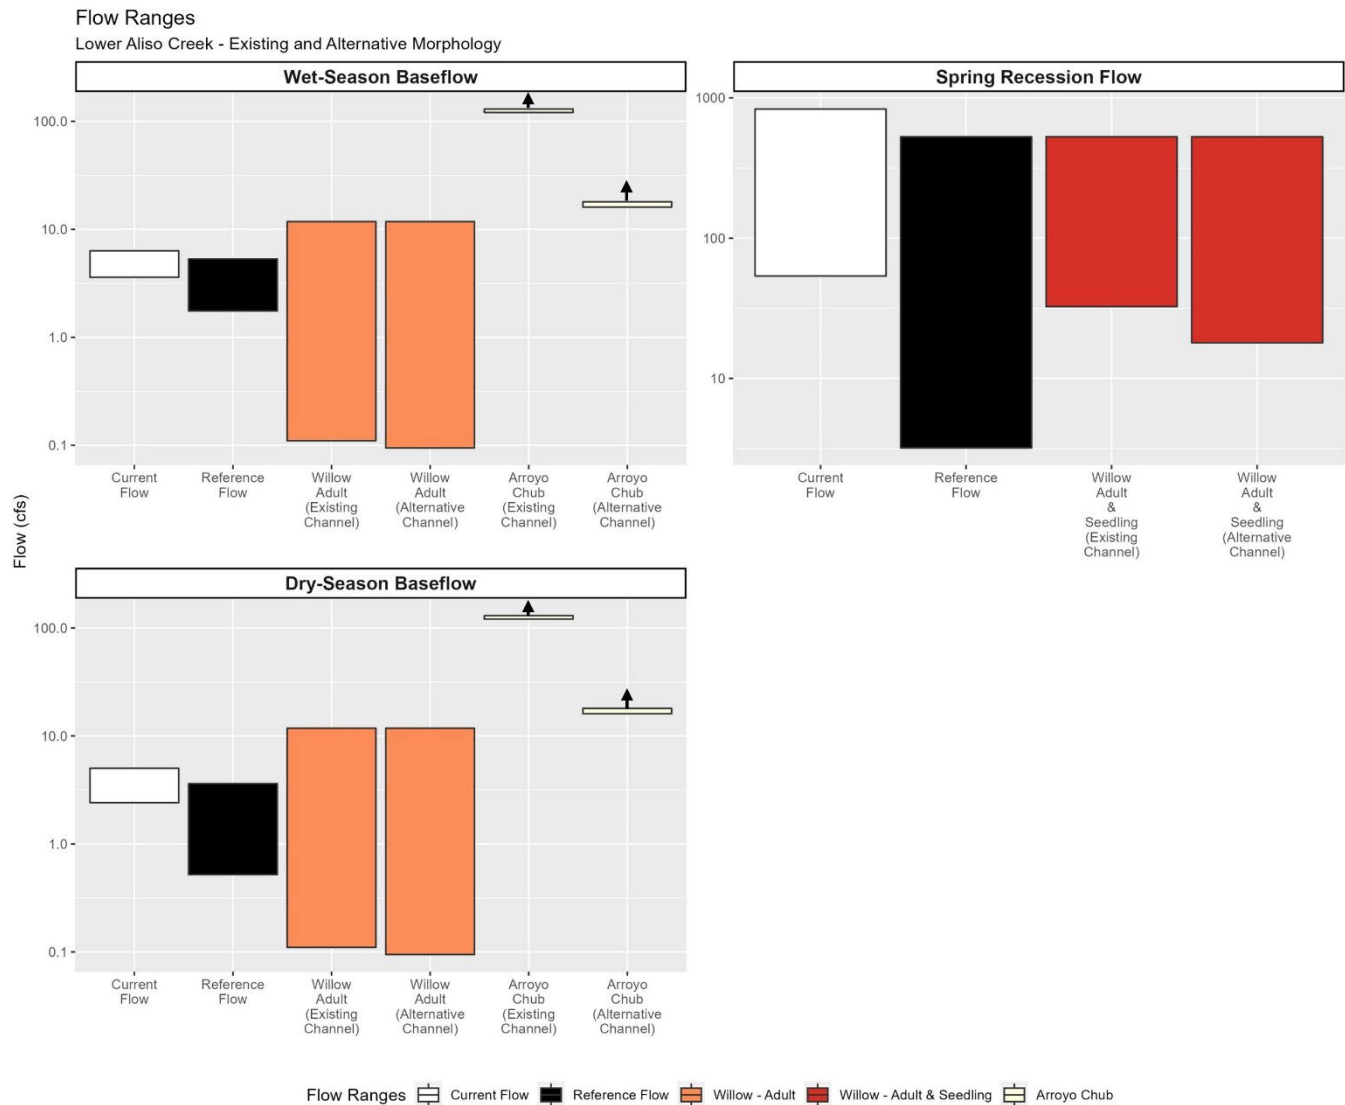 Flow Ranges
Lower Aliso Creek - Existing and Alternative Morphology
Wet-Season Baseflow
100.0
10.0
1.0
0.1
Current
Flow
Reference
Flow
Willow
Adult
(Existing
Channel)
Willow
Adult
(Alternative
Channel)
Arroyo
Chub
(Existing
Channel)
Arroyo
Chub
(Alternative
Channel)
Spring Recession Flow
1000
100
10
Current
Flow
Reference
Flow
Willow
Adult
&
Seedling
(Existing
Channel)
Willow
Adult
&
Seedling
(Alternative
Channel)
Flow (cfs)
Dry-Season Baseflow
100.0
10.0
1.0
0.1
Current
Flow
Reference
Flow
Willow
Adult
(Existing
Channel)
Willow
Adult
(Alternative
Channel)
Arroyo
Chub
(Existing
Channel)
Arroyo
Chub
(Alternative
Channel)
Flow Ranges Current Flow Reference Flow Willow - Adult Willow - Adult & Seedling Arroyo Chub